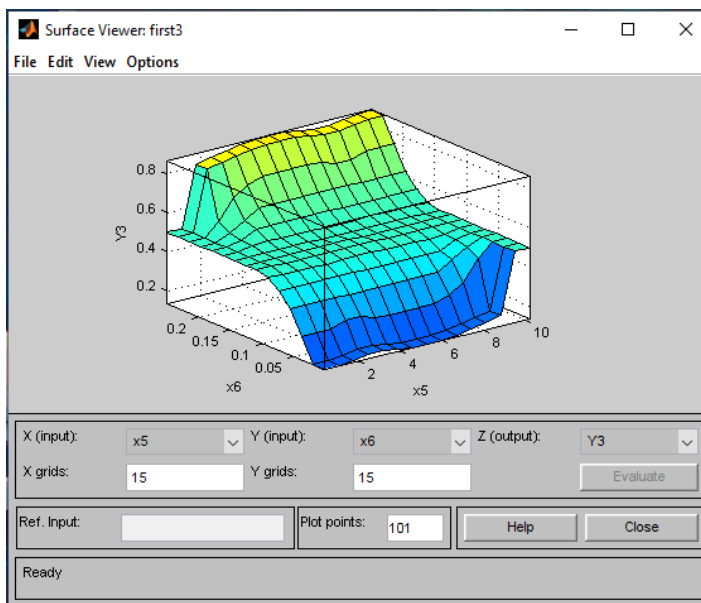 Surface Viewer: first3
File Edit View Options
0.8
0.6
0.4
0.2
Y3
0.2
0.15
0.1
0.05
x6
2
4
6
8
10
x5
X (input): x5 Y (input): x6 Z (output): Y3
X grids: 15 Y grids: 15 Evaluate
Ref. Input: Plot points: 101 Help Close
Ready